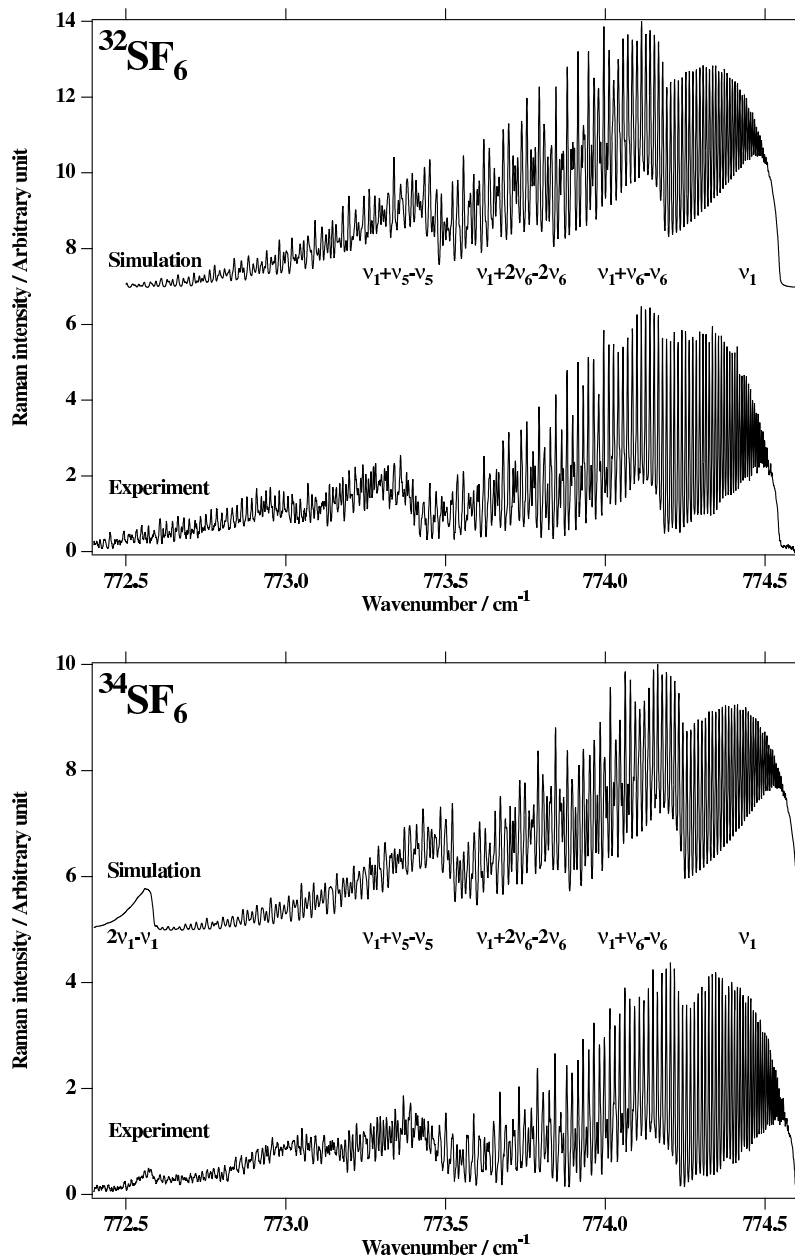 32SF6
14
12
10
8
6
4
2
0
Raman intensity / Arbitrary unit
Simulation
ν1+ν5-ν5
ν1+2ν6-2ν6
ν1+ν6-ν6
ν1
Experiment
772.5
773.0
773.5
774.0
774.5
Wavenumber / cm-1
34SF6
10
8
6
4
2
0
Raman intensity / Arbitrary unit
Simulation
2ν1-ν1
ν1+ν5-ν5
ν1+2ν6-2ν6
ν1+ν6-ν6
ν1
Experiment
772.5
773.0
773.5
774.0
774.5
Wavenumber / cm-1